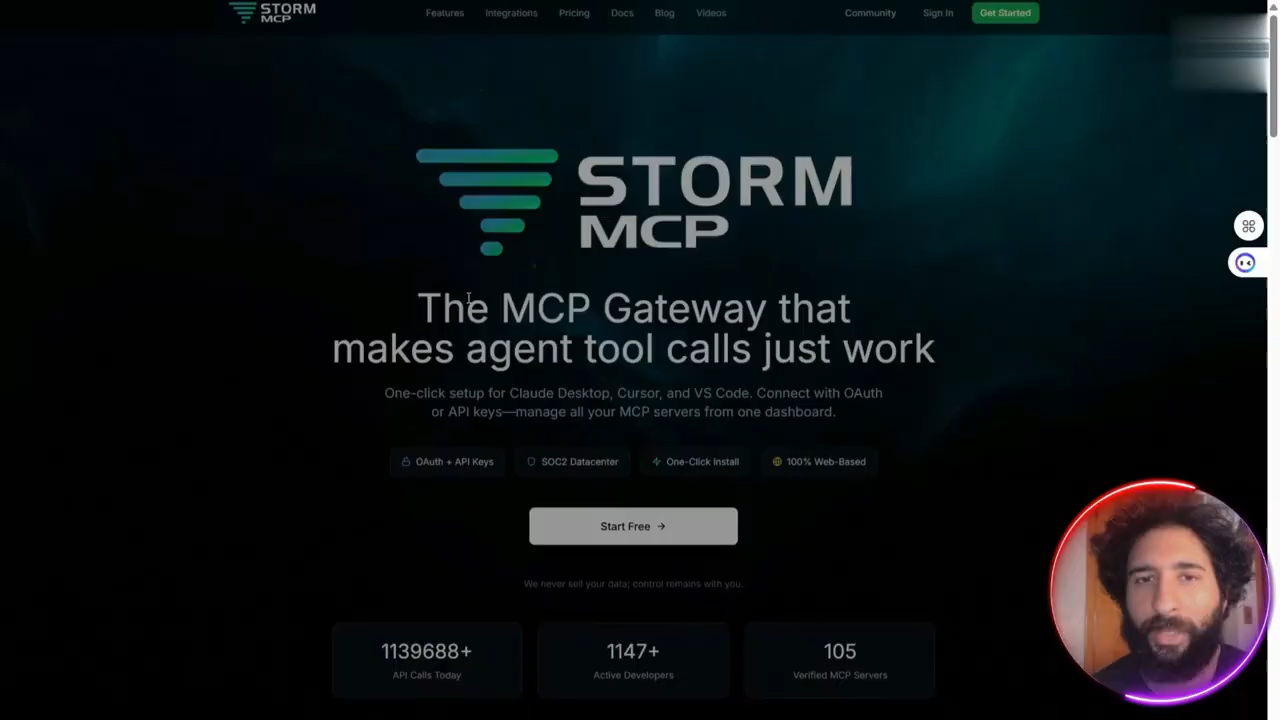 STORM
MCP
Features Integrations Pricing Docs Blog Videos Community Sign In Get Started
STORM
MCP
The MCP Gateway that
makes agent tool calls just work
One-click setup for Claude Desktop, Cursor, and VS Code. Connect with OAuth
or API keys—manage all your MCP servers from one dashboard.
OAuth + API Keys SOC2 Datacenter One-Click Install 100% Web-Based
Start Free →
We never sell your data; control remains with you.
1139688+ 1147+ 105
API Calls Today Active Developers Verified MCP Servers